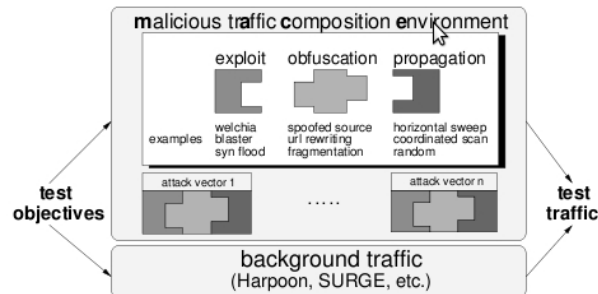 malicious traffic composition environment
exploit obfuscation propagation
examples
welchia spoofed source horizontal sweep
blaster url rewriting coordinated scan
syn flood fragmentation random
attack vector 1 ..... attack vector n
test
objectives
test
traffic
background traffic
(Harpoon, SURGE, etc.)